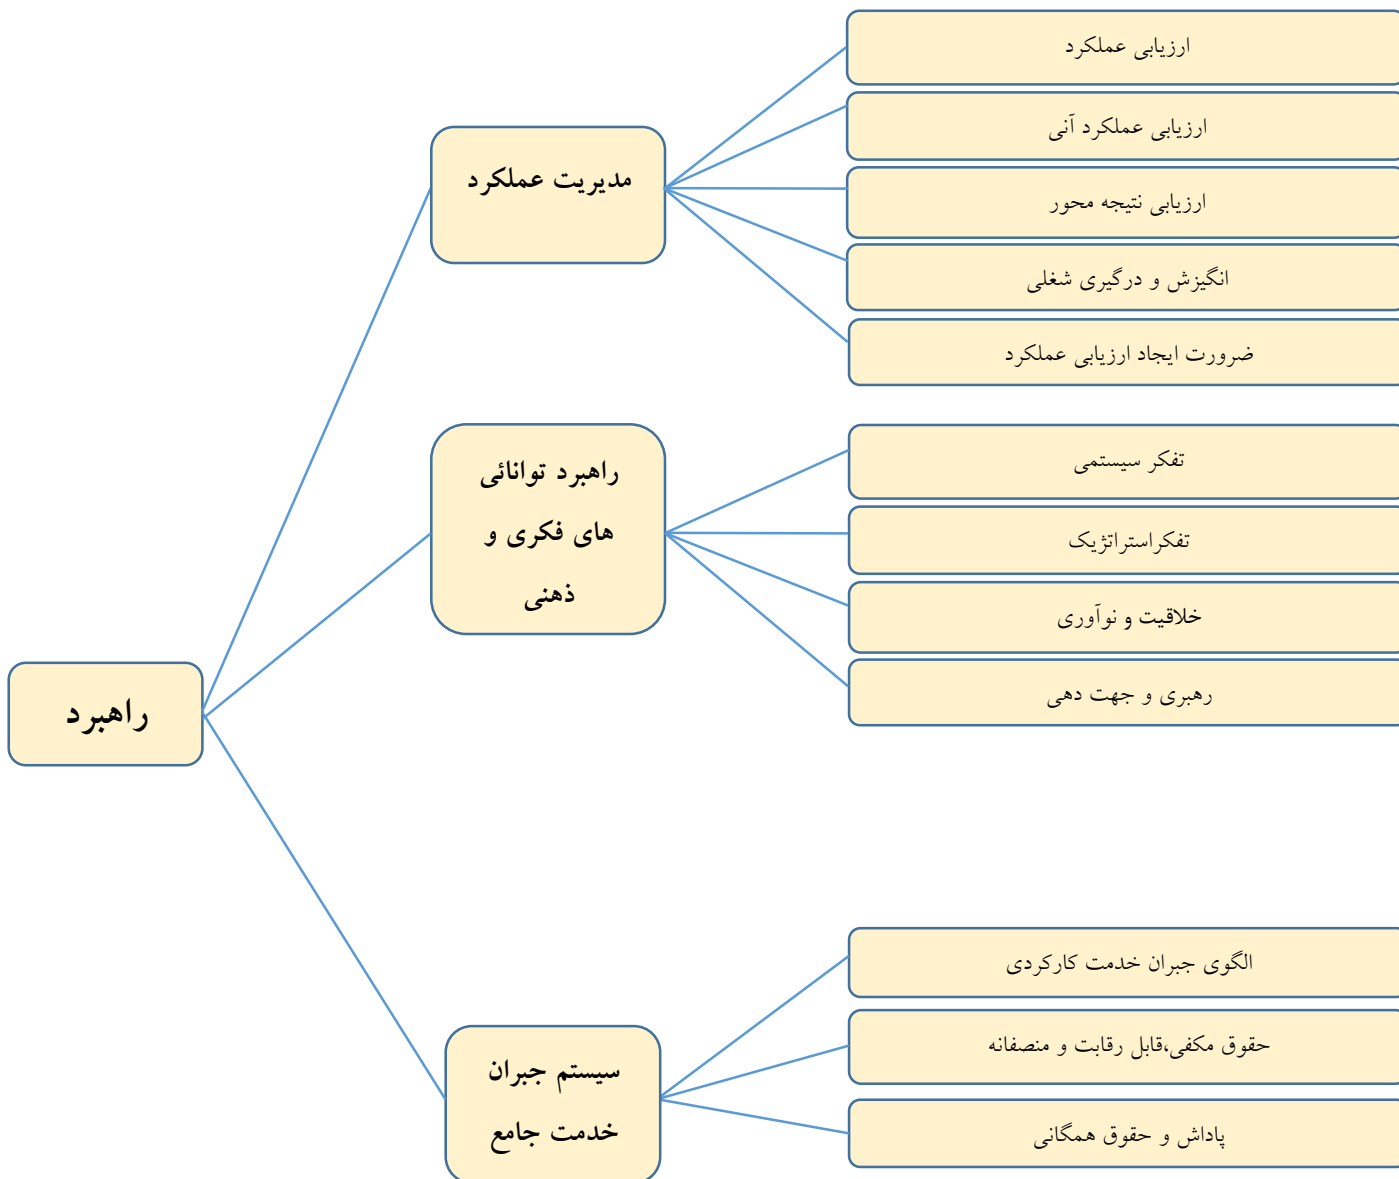 ارزیابی عملکرد
ارزیابی عملکرد آنی
مدیریت عملکرد
ارزیابی نتیجه محور
انگیزش و درگیری شغلی
ضرورت ایجاد ارزیابی عملکرد
راهبرد توانائی
های فکری و
ذهنی
تفکر سیستمی
تفکراستراتژیک
خلاقیت و نوآوری
رهبری و جهت دهی
راهبرد
الگوی جبران خدمت کارکردی
حقوق مکفی،قابل رقابت و منصفانه
سیستم جبران
خدمت جامع
پاداش و حقوق همگانی